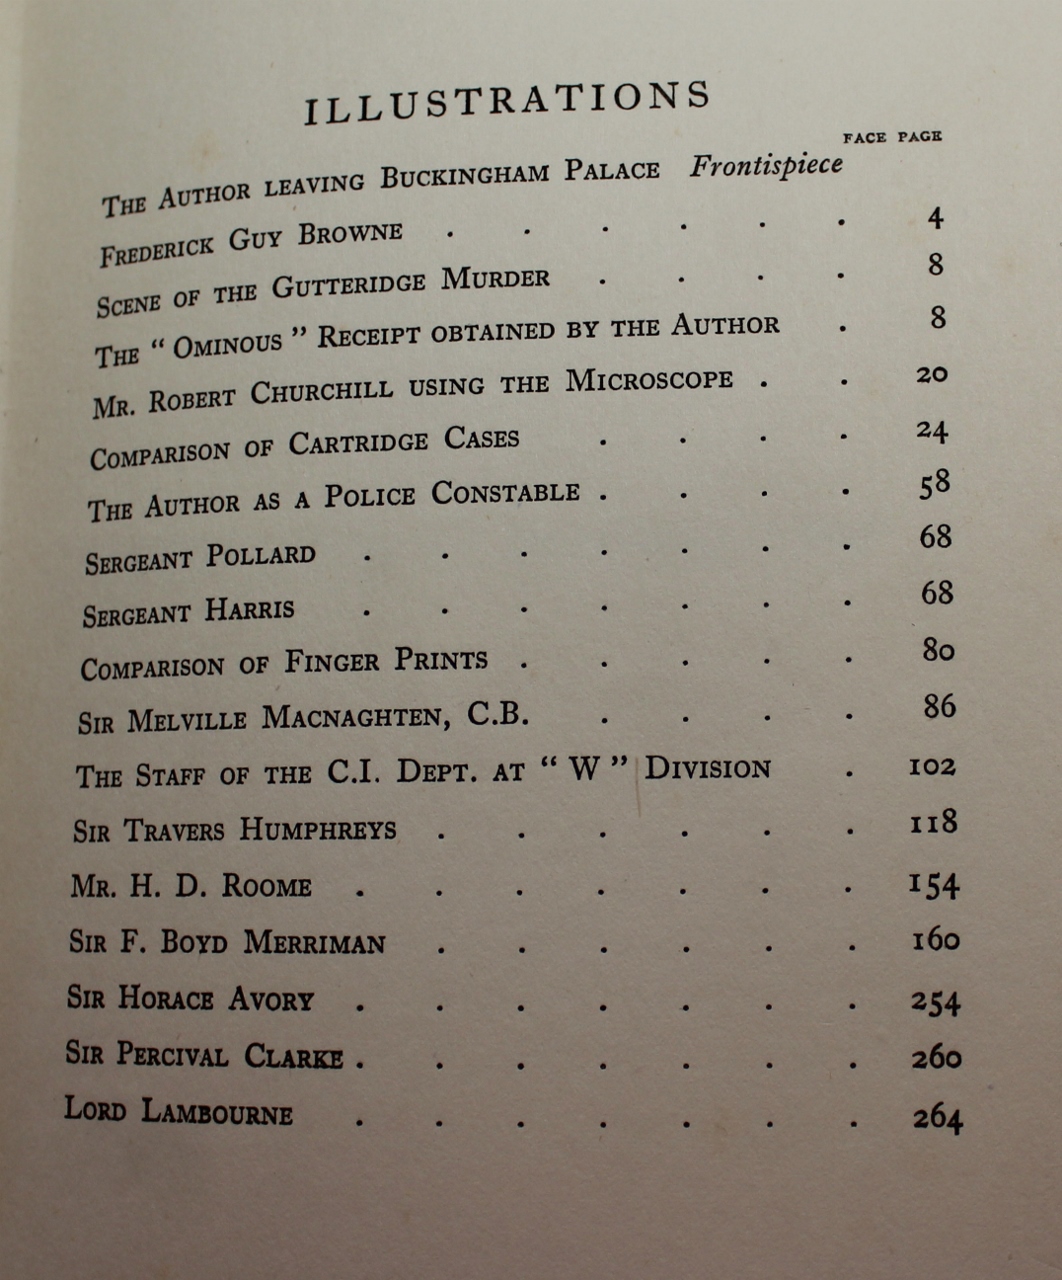 ILLUSTRATIONS
FACE PAGE
The Author leaving Buckingham Palace Frontispiece
Frederick Guy Browne . . . . . . 4
Scene of the Gutteridge Murder . . . . 8
The “ Ominous ” Receipt obtained by the Author . 8
Mr. Robert Churchill using the Microscope . . 20
Comparison of Cartridge Cases . . . . 24
The Author as a Police Constable . . . . 58
Sergeant Pollard . . . . . . . 68
Sergeant Harris . . . . . . . 68
Comparison of Finger Prints . . . . . 80
Sir Melville Macnaghten, C.B. . . . . 86
The Staff of the C.I. Dept. at “ W ” Division . 102
Sir Travers Humphreys . . . . . . 118
Mr. H. D. Roome . . . . . . . 154
Sir F. Boyd Merriman . . . . . . 160
Sir Horace Avory . . . . . . . 254
Sir Percival Clarke . . . . . . . 260
Lord Lambourne . . . . . . . 264